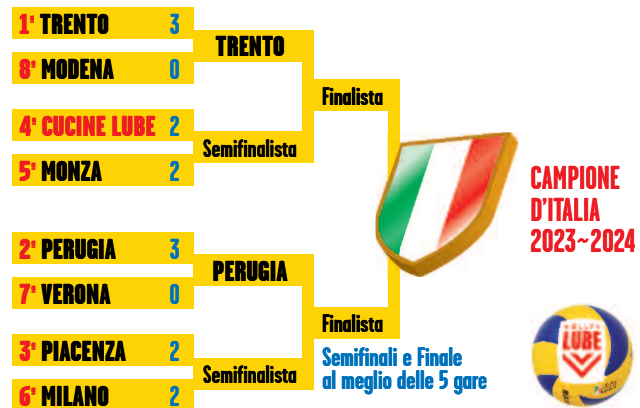 1ª TRENTO 3
TRENTO
8ª MODENA 0
Finalista
4ª CUCINE LUBE 2
Semifinalista
5ª MONZA 2
CAMPIONE
D'ITALIA
2023~2024
2ª PERUGIA 3
PERUGIA
7ª VERONA 0
Finalista
3ª PIACENZA 2
Semifinalista
6ª MILANO 2
Semifinali e Finale
al meglio delle 5 gare
VOLLEY
LUBE